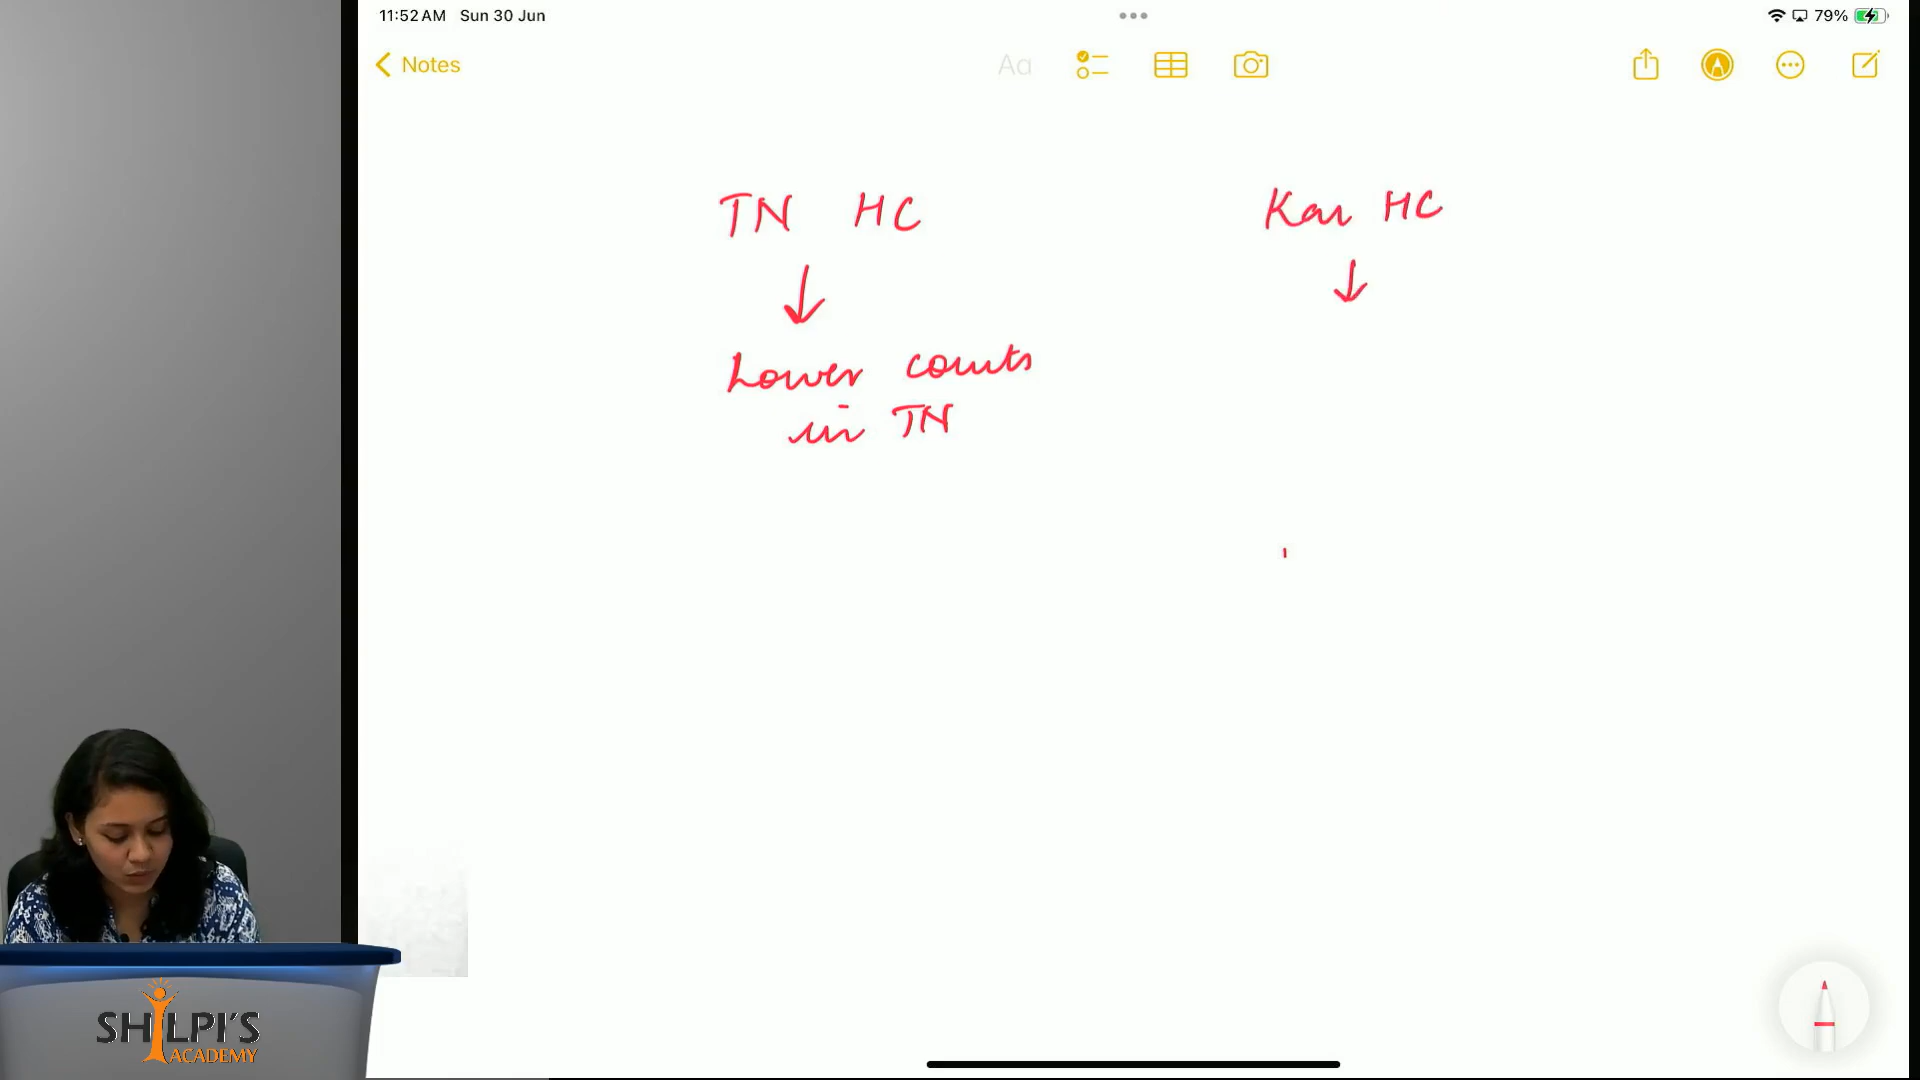 11:52 AM Sun 30 Jun
79%
Notes
Aa
TN HC
Kar HC
Lower courts
in TN
SHILPI'S
ACADEMY